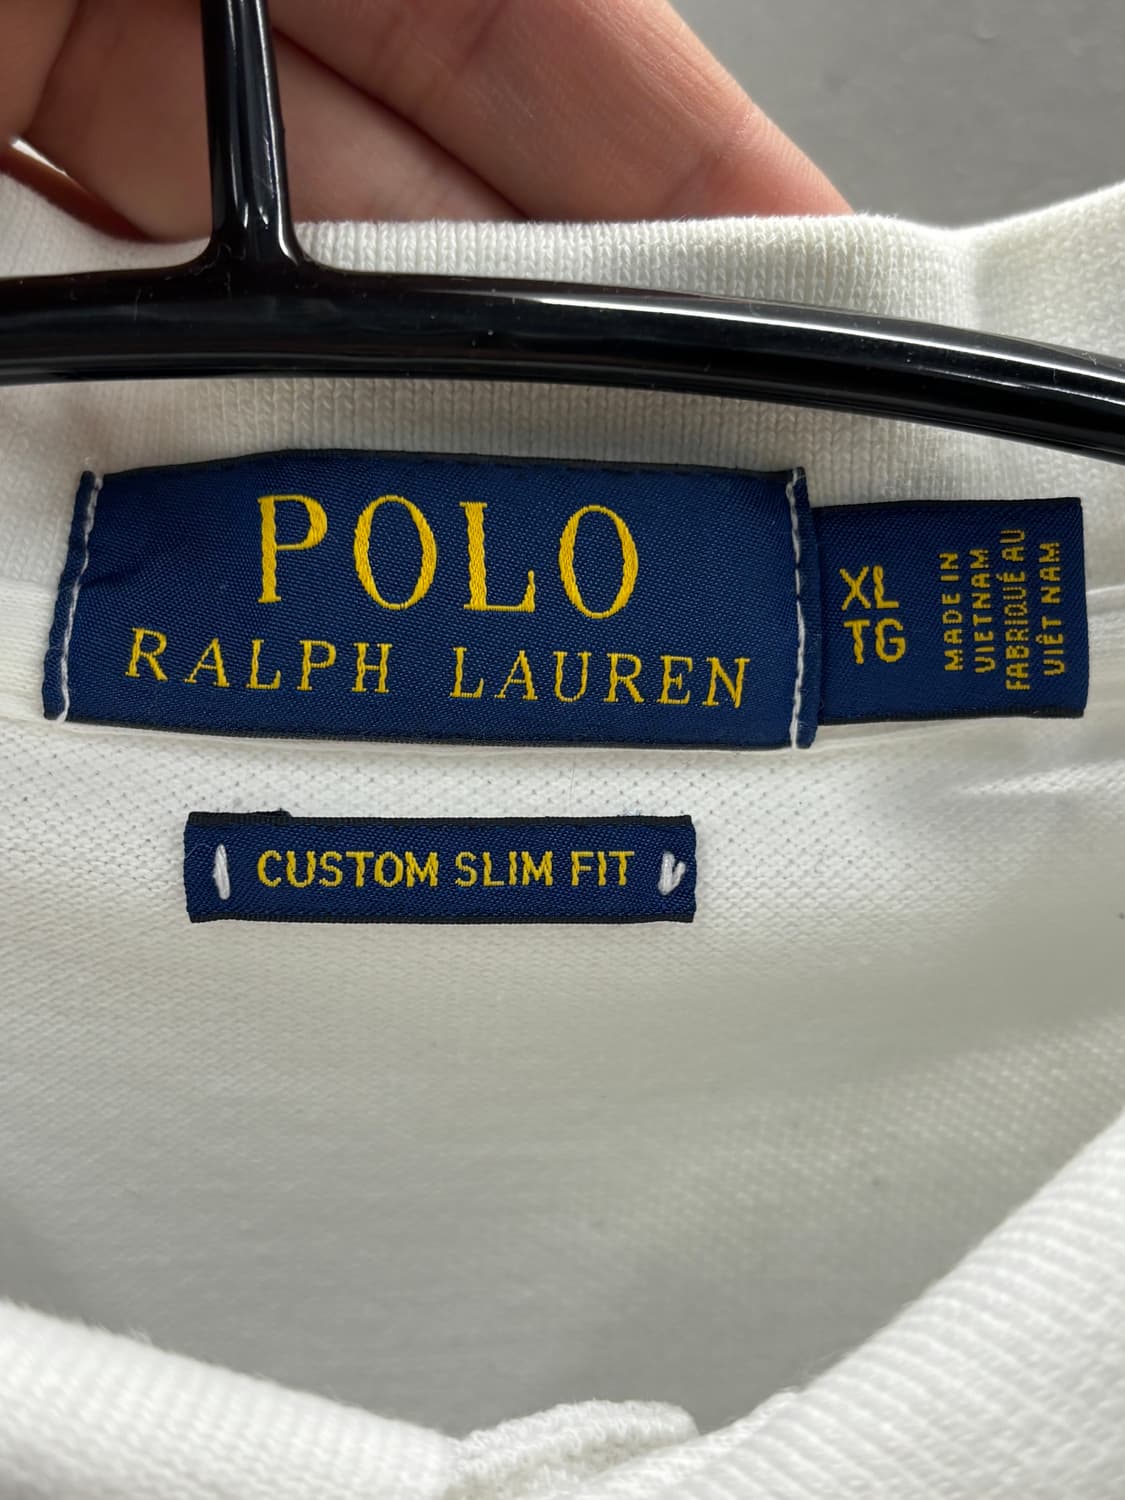 POLO
RALPH LAUREN
XL
TG
MADE IN
VIETNAM
FABRIQUÉ AU
VIÊT NAM
CUSTOM SLIM FIT